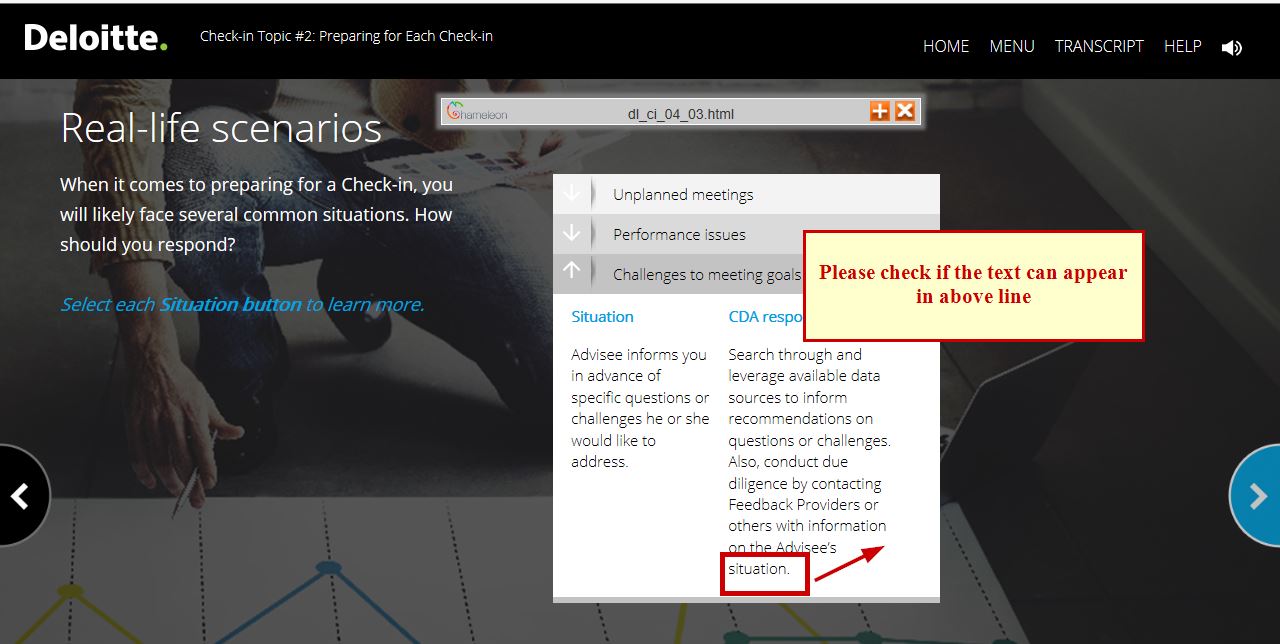 Deloitte.
Check-in Topic #2: Preparing for Each Check-in
HOME MENU TRANSCRIPT HELP
Chameleon
dl_ci_04_03.html
Real-life scenarios
When it comes to preparing for a Check-in, you
will likely face several common situations. How
should you respond?
Select each Situation button to learn more.
Unplanned meetings
Performance issues
Challenges to meeting goals
Please check if the text can appear
in above line
Situation
Advisee informs you
in advance of
specific questions or
challenges he or she
would like to
address.
CDA respo
Search through and
leverage available data
sources to inform
recommendations on
questions or challenges.
Also, conduct due
diligence by contacting
Feedback Providers or
others with information
on the Advisee's
situation.